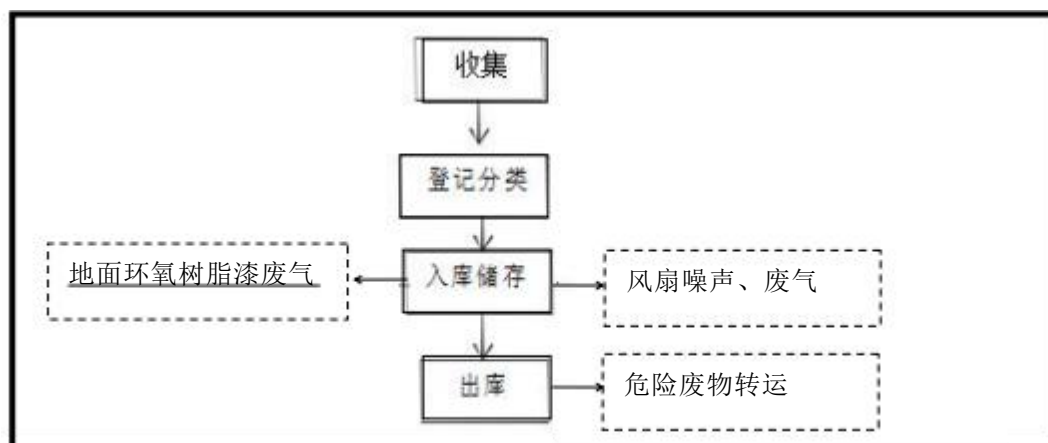 收集
登记分类
地面环氧树脂漆废气
入库储存
风扇噪声、废气
出库
危险废物转运